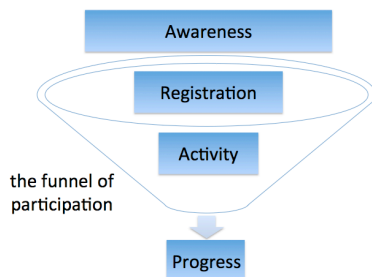 Awareness
Registration
Activity
the funnel of
participation
Progress